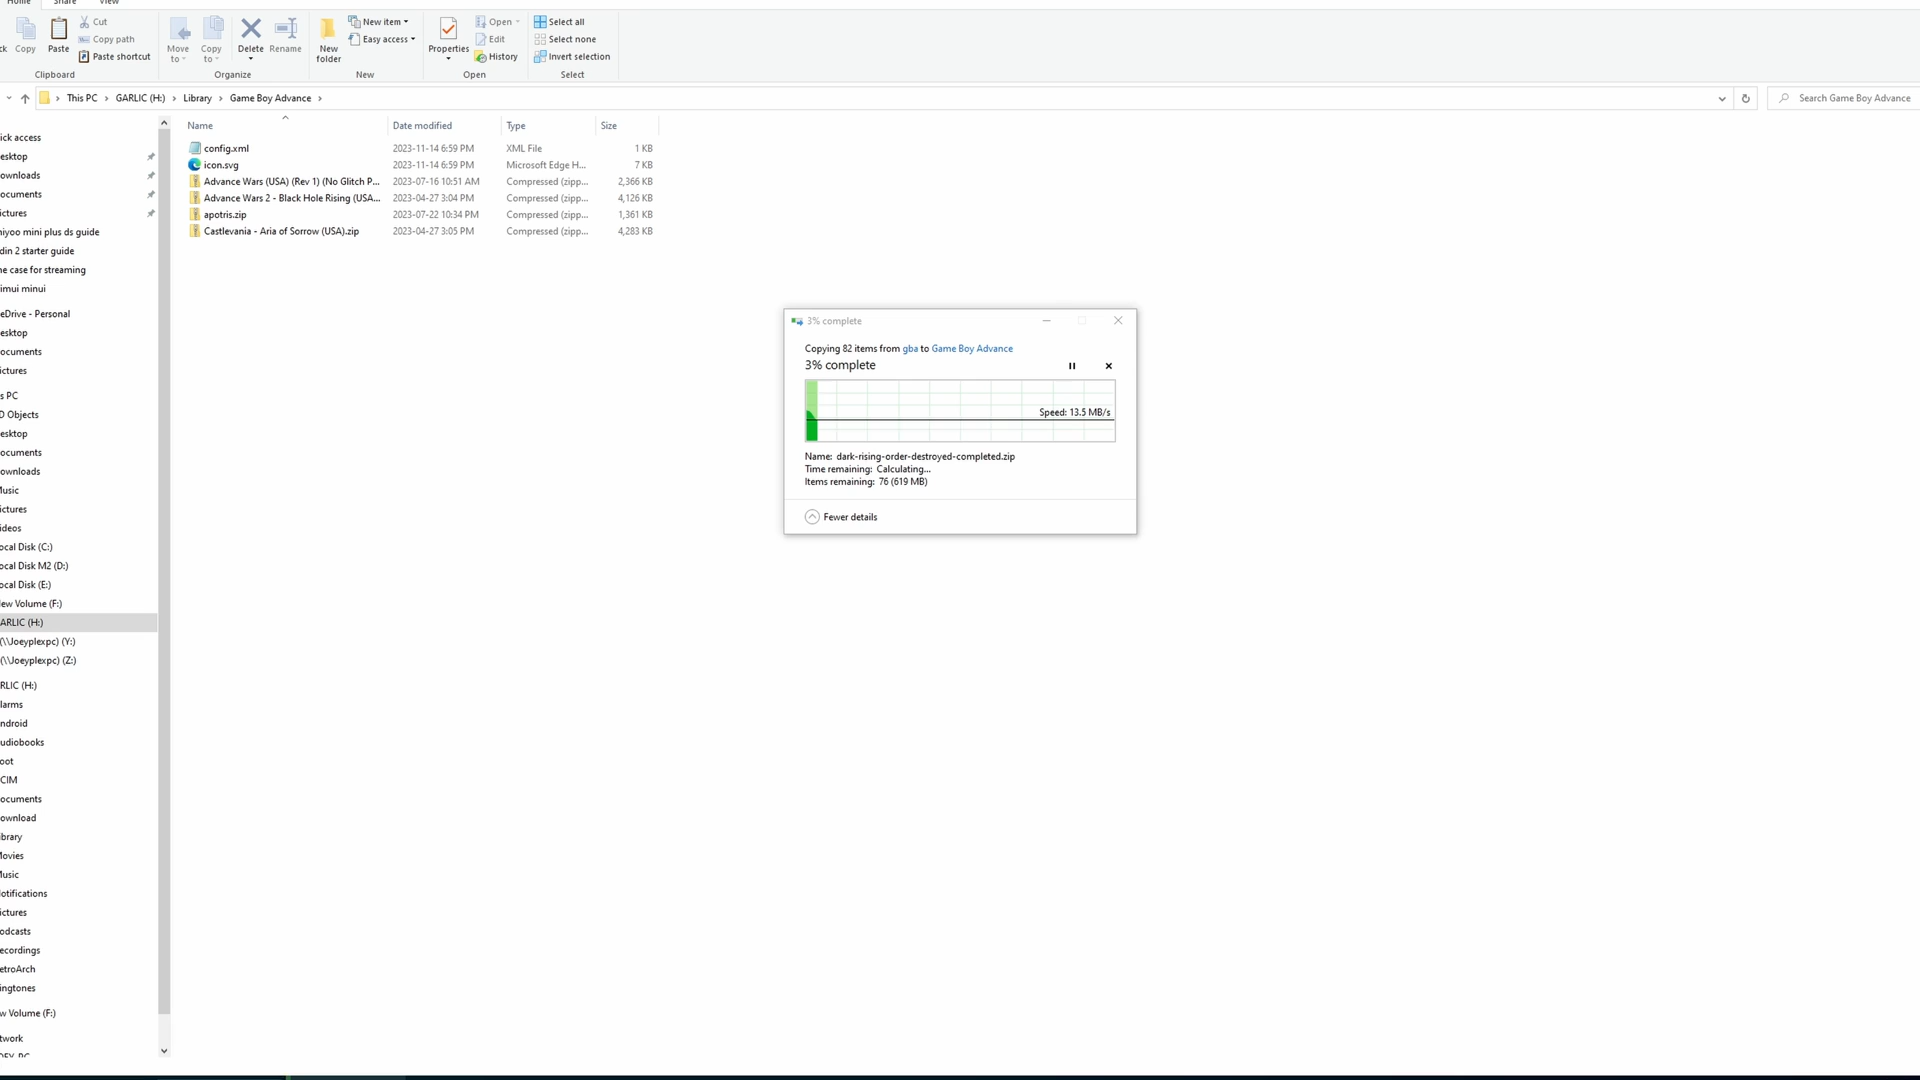 Home Share View
Cut
New item
Open
Select all
Copy path
Easy access
Edit
Select none
Copy Paste Paste shortcut Move to Copy to Delete Rename New folder Properties History Invert selection
Clipboard Organize New Open Select
This PC GARLIC (H:) Library Game Boy Advance Search Game Boy Advance
Name Date modified Type Size
config.xml 2023-11-14 6:59 PM XML File 1 KB
icon.svg 2023-11-14 6:59 PM Microsoft Edge H... 7 KB
Advance Wars (USA) (Rev 1) (No Glitch P... 2023-07-16 10:51 AM Compressed (zipp... 2,366 KB
Advance Wars 2 - Black Hole Rising (USA... 2023-04-27 3:04 PM Compressed (zipp... 4,126 KB
apotris.zip 2023-07-22 10:34 PM Compressed (zipp... 1,361 KB
Castlevania - Aria of Sorrow (USA).zip 2023-04-27 3:05 PM Compressed (zipp... 4,283 KB
ick access
esktop
ownloads
ocuments
ictures
niyoo mini plus ds guide
din 2 starter guide
ne case for streaming
rimui minui
eDrive - Personal
esktop
ocuments
ictures
s PC
D Objects
esktop
ocuments
ownloads
Music
ictures
ideos
ocal Disk (C:)
ocal Disk M2 (D:)
ocal Disk (E:)
ew Volume (F:)
ARLIC (H:)
(\\Joeyplexpc) (Y:)
(\\Joeyplexpc) (Z:)
RLIC (H:)
larms
ndroid
udiobooks
oot
CIM
ocuments
ownload
ibrary
Movies
Music
otifications
ictures
odcasts
ecordings
etroArch
ingtones
w Volume (F:)
twork
3% complete
Copying 82 items from gba to Game Boy Advance
3% complete
Speed: 13.5 MB/s
Name: dark-rising-order-destroyed-completed.zip
Time remaining: Calculating...
Items remaining: 76 (619 MB)
Fewer details